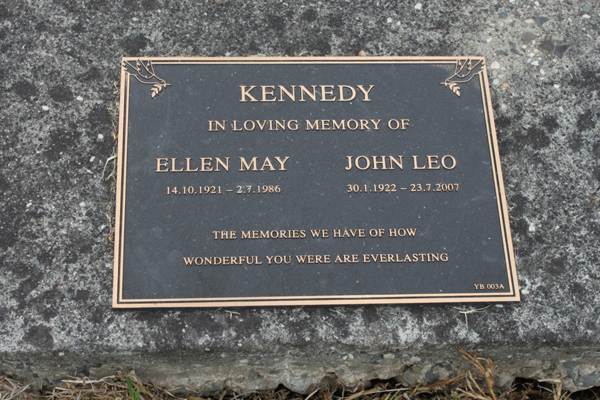 KENNEDY
IN LOVING MEMORY OF
ELLEN MAY JOHN LEO
14.10.1921 – 2.7.1986 30.1.1922 – 23.7.2007
THE MEMORIES WE HAVE OF HOW
WONDERFUL YOU WERE ARE EVERLASTING
YB 003A